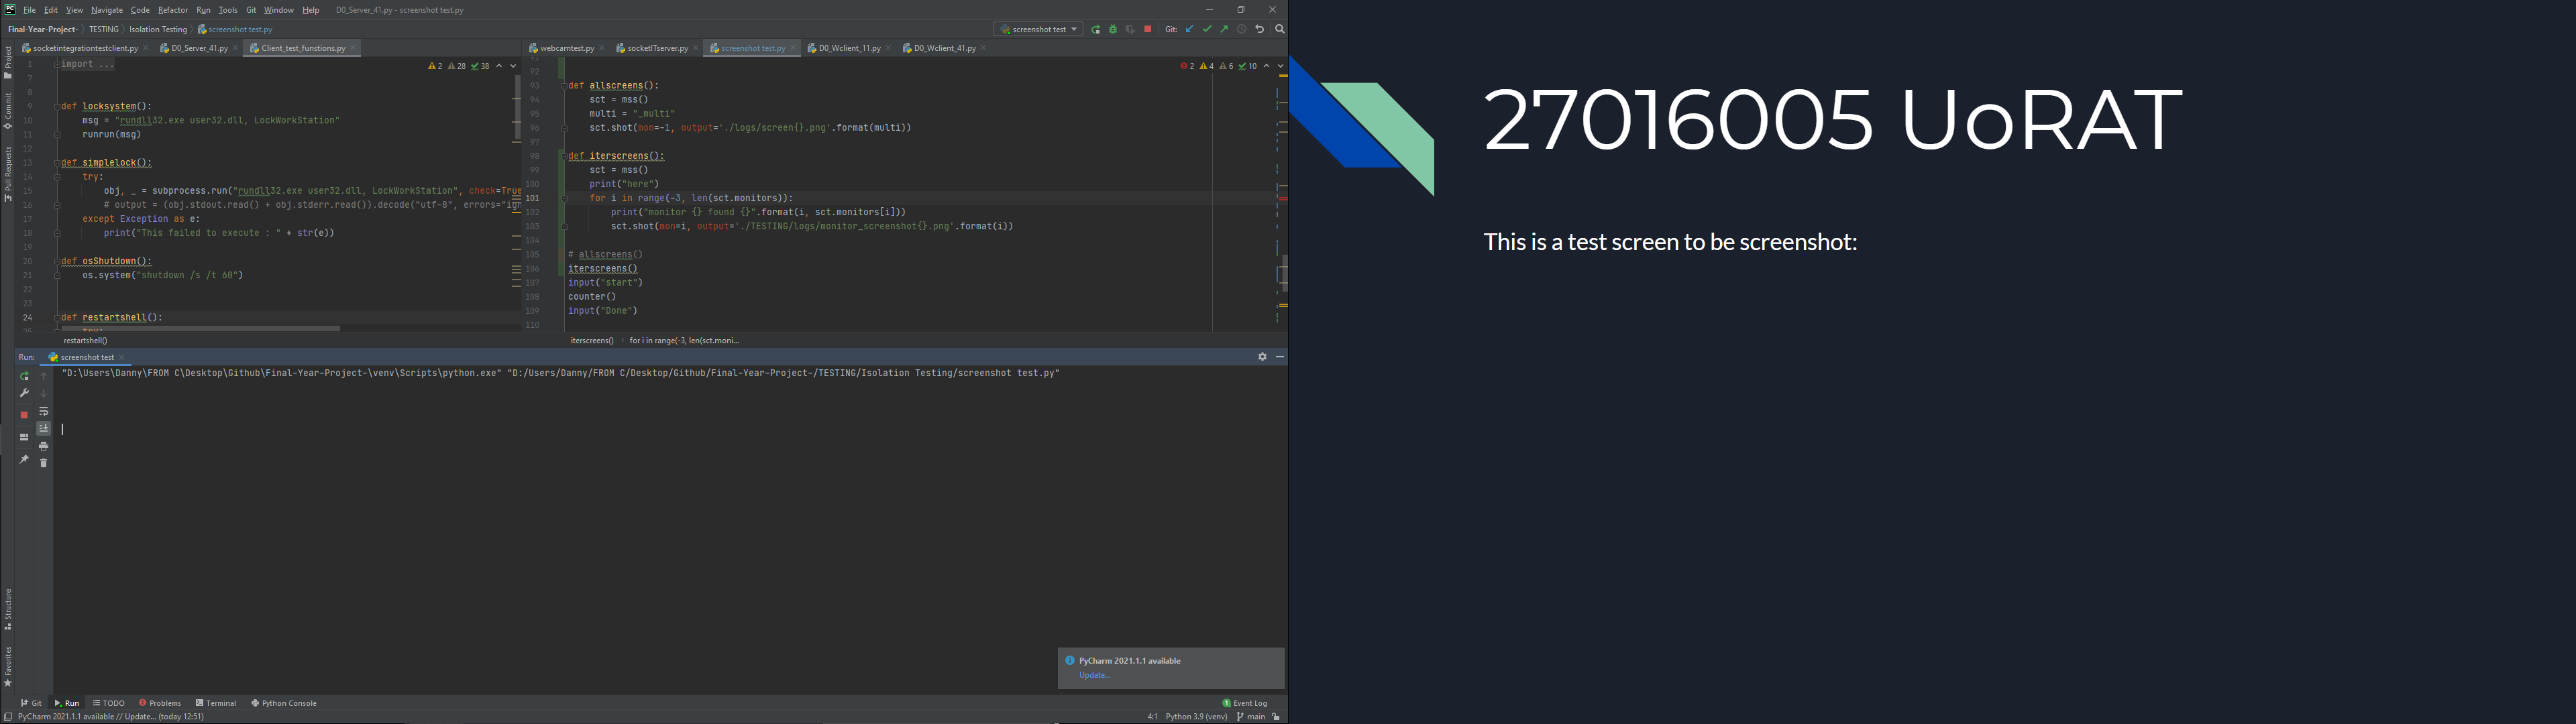 File Edit View Navigate Code Refactor Run Tools Git Window Help D0_Server_41.py - screenshot test.py
Final-Year-Project- TESTING Isolation Testing screenshot test.py
screenshot test Git:
socketintegrationtestclient.py D0_Server_41.py Client_test_funstions.py
webcamtest.py socketITserver.py screenshot test.py D0_Wclient_11.py D0_Wclient_41.py
Project
Commit
Pull Requests
2 28 38
1 import ...
7
8
9 def locksystem():
10 msg = "rundll32.exe user32.dll, LockWorkStation"
11 runrun(msg)
12
13 def simplelock():
14 try:
15 obj, _ = subprocess.run("rundll32.exe user32.dll, LockWorkStation", check=True
16 # output = (obj.stdout.read() + obj.stderr.read()).decode("utf-8", errors="ign
17 except Exception as e:
18 print("This failed to execute : " + str(e))
19
20 def osShutdown():
21 os.system("shutdown /s /t 60")
22
23
24 def restartshell():
25 try:
restartshell()
2 4 6 10
91
92
93 def allscreens():
94 sct = mss()
95 multi = "_multi"
96 sct.shot(mon=-1, output='./logs/screen{}.png'.format(multi))
97
98 def iterscreens():
99 sct = mss()
100 print("here")
101 for i in range(-3, len(sct.monitors)):
102 print("monitor {} found {}".format(i, sct.monitors[i]))
103 sct.shot(mon=i, output='./TESTING/logs/monitor_screenshot{}.png'.format(i))
104
105 # allscreens()
106 iterscreens()
107 input("start")
108 counter()
109 input("Done")
110
iterscreens() for i in range(-3, len(sct.moni...
Run: screenshot test
"D:\Users\Danny\FROM C\Desktop\Github\Final-Year-Project-\venv\Scripts\python.exe" "D:/Users/Danny/FROM C/Desktop/Github/Final-Year-Project-/TESTING/Isolation Testing/screenshot test.py"
Structure
Favorites
PyCharm 2021.1.1 available
Update...
Git Run TODO Problems Terminal Python Console 1 Event Log
PyCharm 2021.1.1 available // Update... (today 12:51) 4:1 Python 3.9 (venv) main
27016005 UoRAT
This is a test screen to be screenshot: